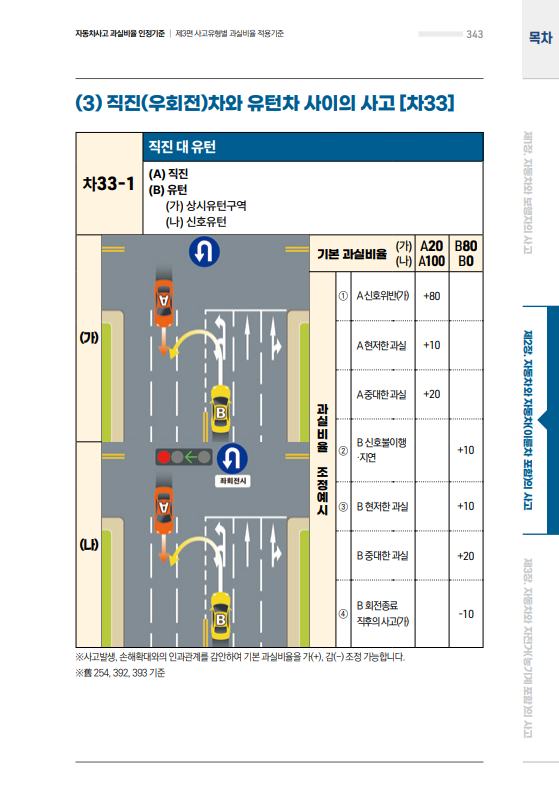 자동차사고 과실비율 인정기준 | 제3편 사고유형별 과실비율 적용기준
343
목차
(3) 직진(우회전)차와 유턴차 사이의 사고 [차33]
차33-1
직진 대 유턴
(A) 직진
(B) 유턴
(가) 상시유턴구역
(나) 신호유턴
기본 과실비율 (가) A20 B80
(나) A100 B0
(가)
A
B
좌회전시
(나)
A
B
과실비율 조정예시
① A 신호위반(가) +80
A 현저한 과실 +10
A 중대한 과실 +20
② B 신호불이행
·지연 +10
③ B 현저한 과실 +10
B 중대한 과실 +20
④ B 회전종료
직후의 사고(가) -10
※사고발생, 손해확대와의 인과관계를 감안하여 기본 과실비율을 가(+), 감(-) 조정 가능합니다.
※舊 254, 392, 393 기준
제1장. 자동차와 보행자의 사고
제2장. 자동차와 자동차(이륜차 포함)의 사고
제3장. 자동차와 자전거(농기계 포함)의 사고